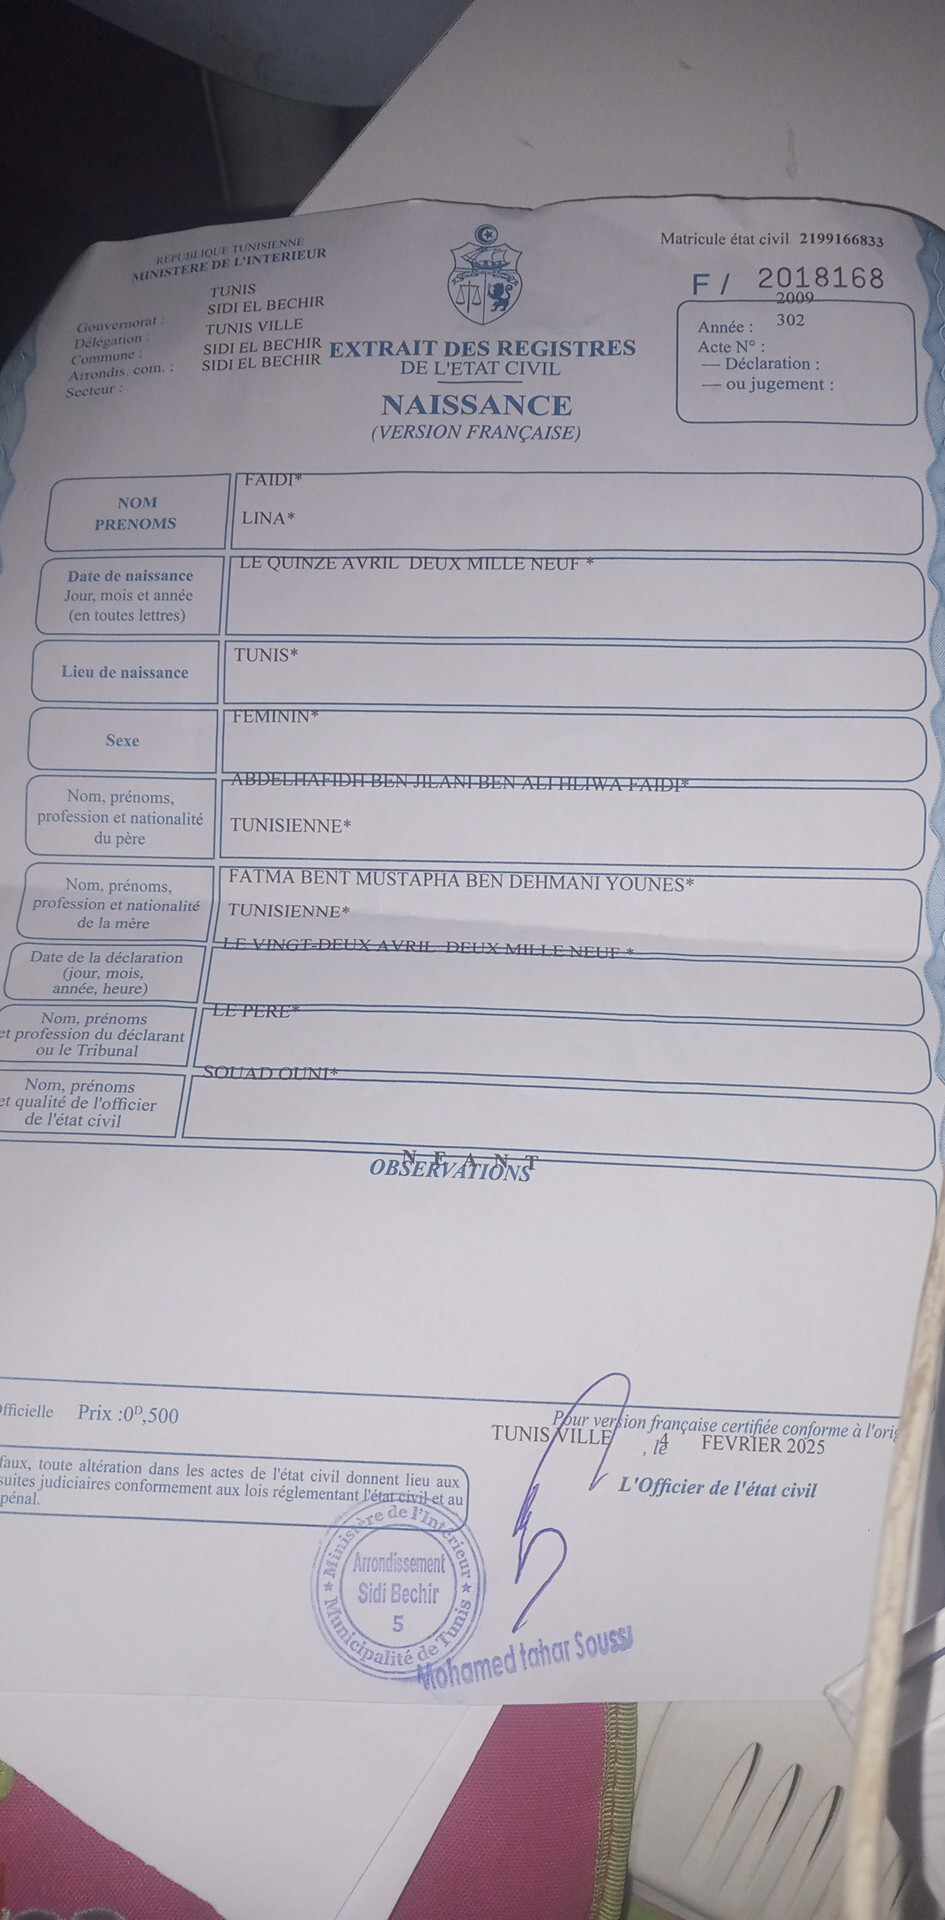 REPUBLIQUE TUNISIENNE
MINISTERE DE L'INTERIEUR
Matricule état civil 2199166833
F / 2018168
Gouvernorat : TUNIS
Délégation : SIDI EL BECHIR
Commune : TUNIS VILLE
Arrondis. com. : SIDI EL BECHIR
Secteur : SIDI EL BECHIR
2009
Année : 302
Acte N° :
— Déclaration :
— ou jugement :
EXTRAIT DES REGISTRES
DE L'ETAT CIVIL
NAISSANCE
(VERSION FRANÇAISE)
NOM
PRENOMS
FAIDI*
LINA*
Date de naissance
Jour, mois et année
(en toutes lettres)
LE QUINZE AVRIL DEUX MILLE NEUF *
Lieu de naissance
TUNIS*
Sexe
FEMININ*
Nom, prénoms,
profession et nationalité
du père
ABDELHAFIDH BEN JILANI BEN ALI HLIWA FAIDI*
TUNISIENNE*
Nom, prénoms,
profession et nationalité
de la mère
FATMA BENT MUSTAPHA BEN DEHMANI YOUNES*
TUNISIENNE*
Date de la déclaration
(jour, mois,
année, heure)
LE VINGT-DEUX AVRIL DEUX MILLE NEUF *
Nom, prénoms
et profession du déclarant
ou le Tribunal
LE PERE*
Nom, prénoms
et qualité de l'officier
de l'état civil
SOUAD OUNI*
N E A N T
OBSERVATIONS
Officielle Prix :0ᴰ,500
Pour version française certifiée conforme à l'orig
TUNIS VILLE , le 4 FEVRIER 2025
L'Officier de l'état civil
faux, toute altération dans les actes de l'état civil donnent lieu aux
suites judiciaires conformement aux lois réglementant l'état civil et au
pénal.
Ministère de l'Intérieur
Arrondissement
Sidi Bechir
5
Municipalité de Tunis
Mohamed tahar Soussi